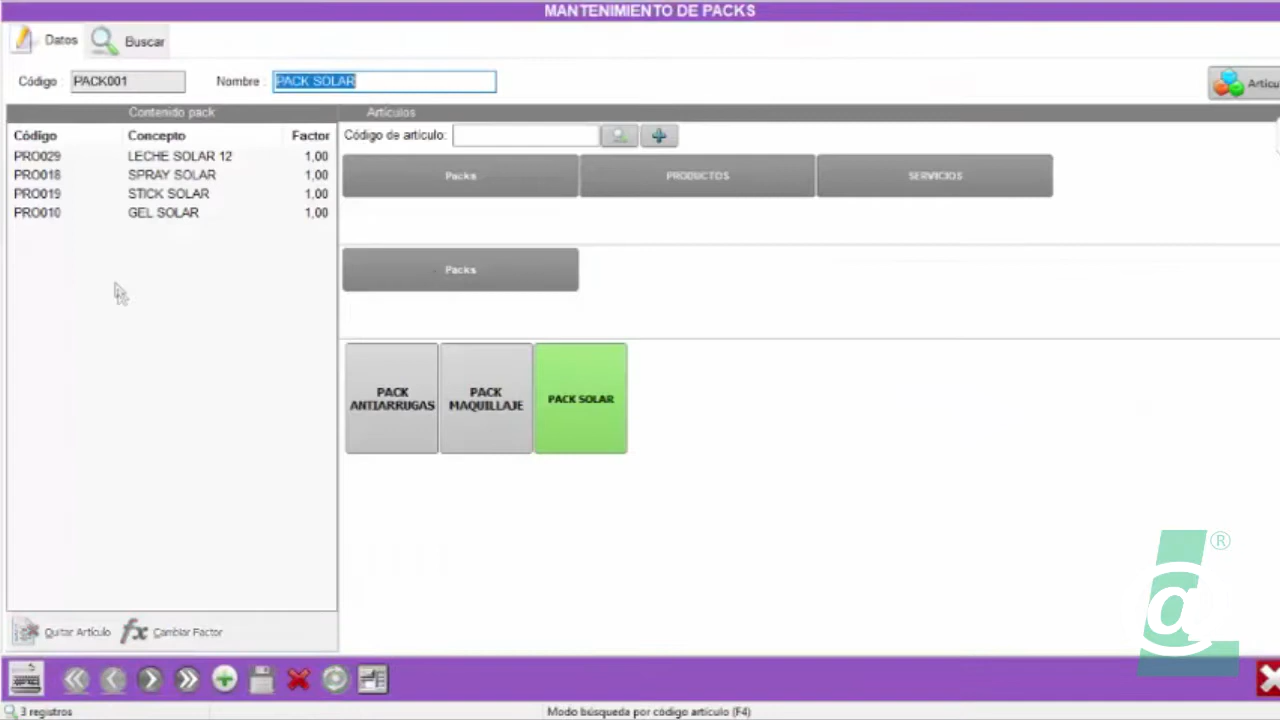 MANTENIMIENTO DE PACKS
Datos Buscar
Código : PACK001 Nombre : PACK SOLAR
Artícu
Contenido pack Artículos
Código Concepto Factor
Código de artículo:
PRO029 LECHE SOLAR 12 1,00
PRO018 SPRAY SOLAR 1,00
PRO019 STICK SOLAR 1,00
PRO010 GEL SOLAR 1,00
Packs PRODUCTOS SERVICIOS
Packs
PACK ANTIARRUGAS
PACK MAQUILLAJE
PACK SOLAR
Quitar Artículo fx Cambiar Factor
@ ®
3 registros Modo búsqueda por código artículo (F4)